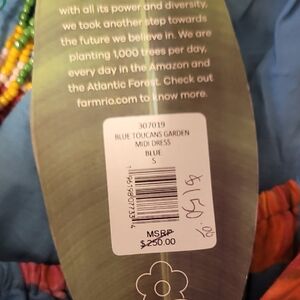 with all its power and diversity,
we took another step towards
the future we believe in. We are
planting 1,000 trees per day,
every day in the Amazon and
the Atlantic Forest. Check out
farmrio.com to know more.
307019
BLUE TOUCANS GARDEN
MIDI DRESS
BLUE
S
MSRP
$250.00
$150